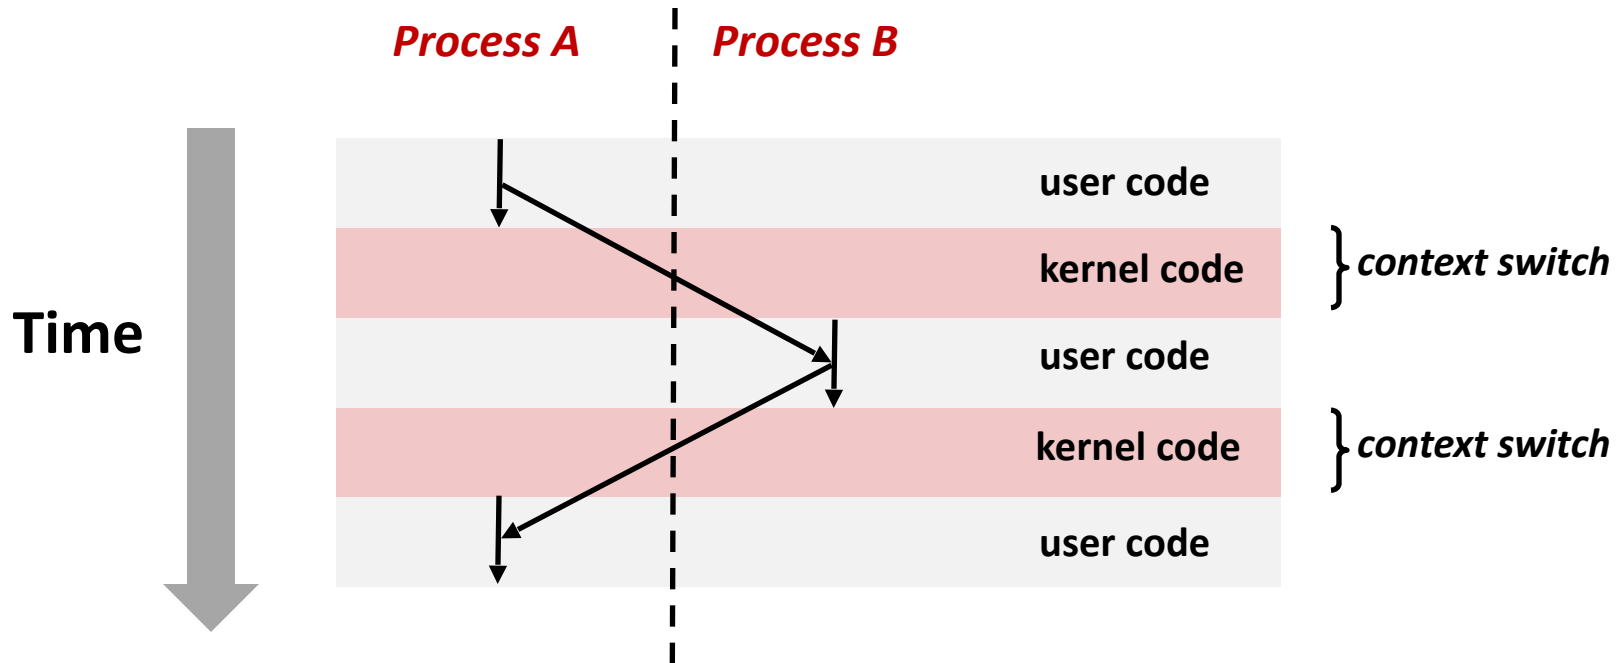 Process A
Process B
user code
kernel code
context switch
Time
user code
kernel code
context switch
user code